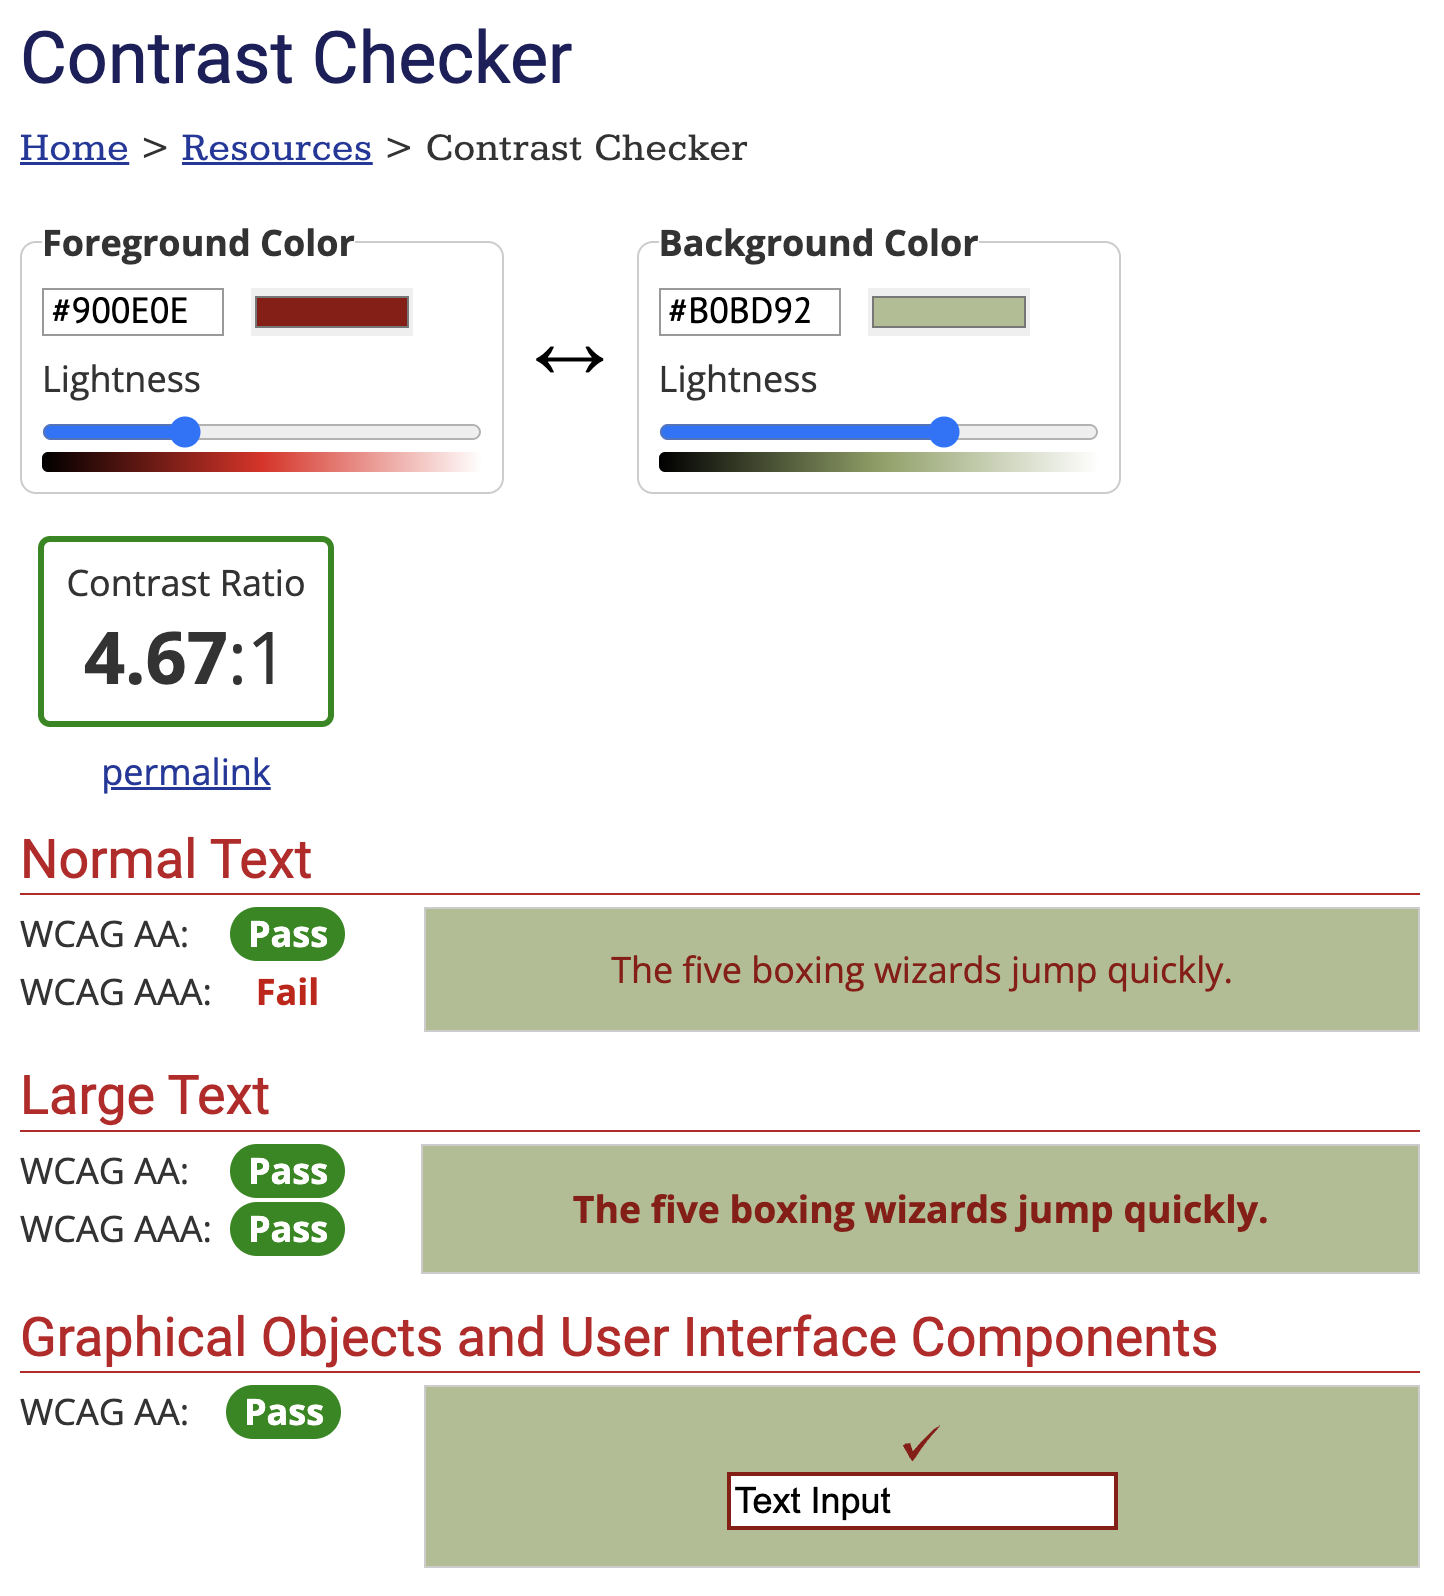 Contrast Checker
Home > Resources > Contrast Checker
Foreground Color
#900E0E
Lightness
Background Color
#B0BD92
Lightness
Contrast Ratio
4.67:1
permalink
Normal Text
WCAG AA: Pass
WCAG AAA: Fail
The five boxing wizards jump quickly.
Large Text
WCAG AA: Pass
WCAG AAA: Pass
The five boxing wizards jump quickly.
Graphical Objects and User Interface Components
WCAG AA: Pass
Text Input